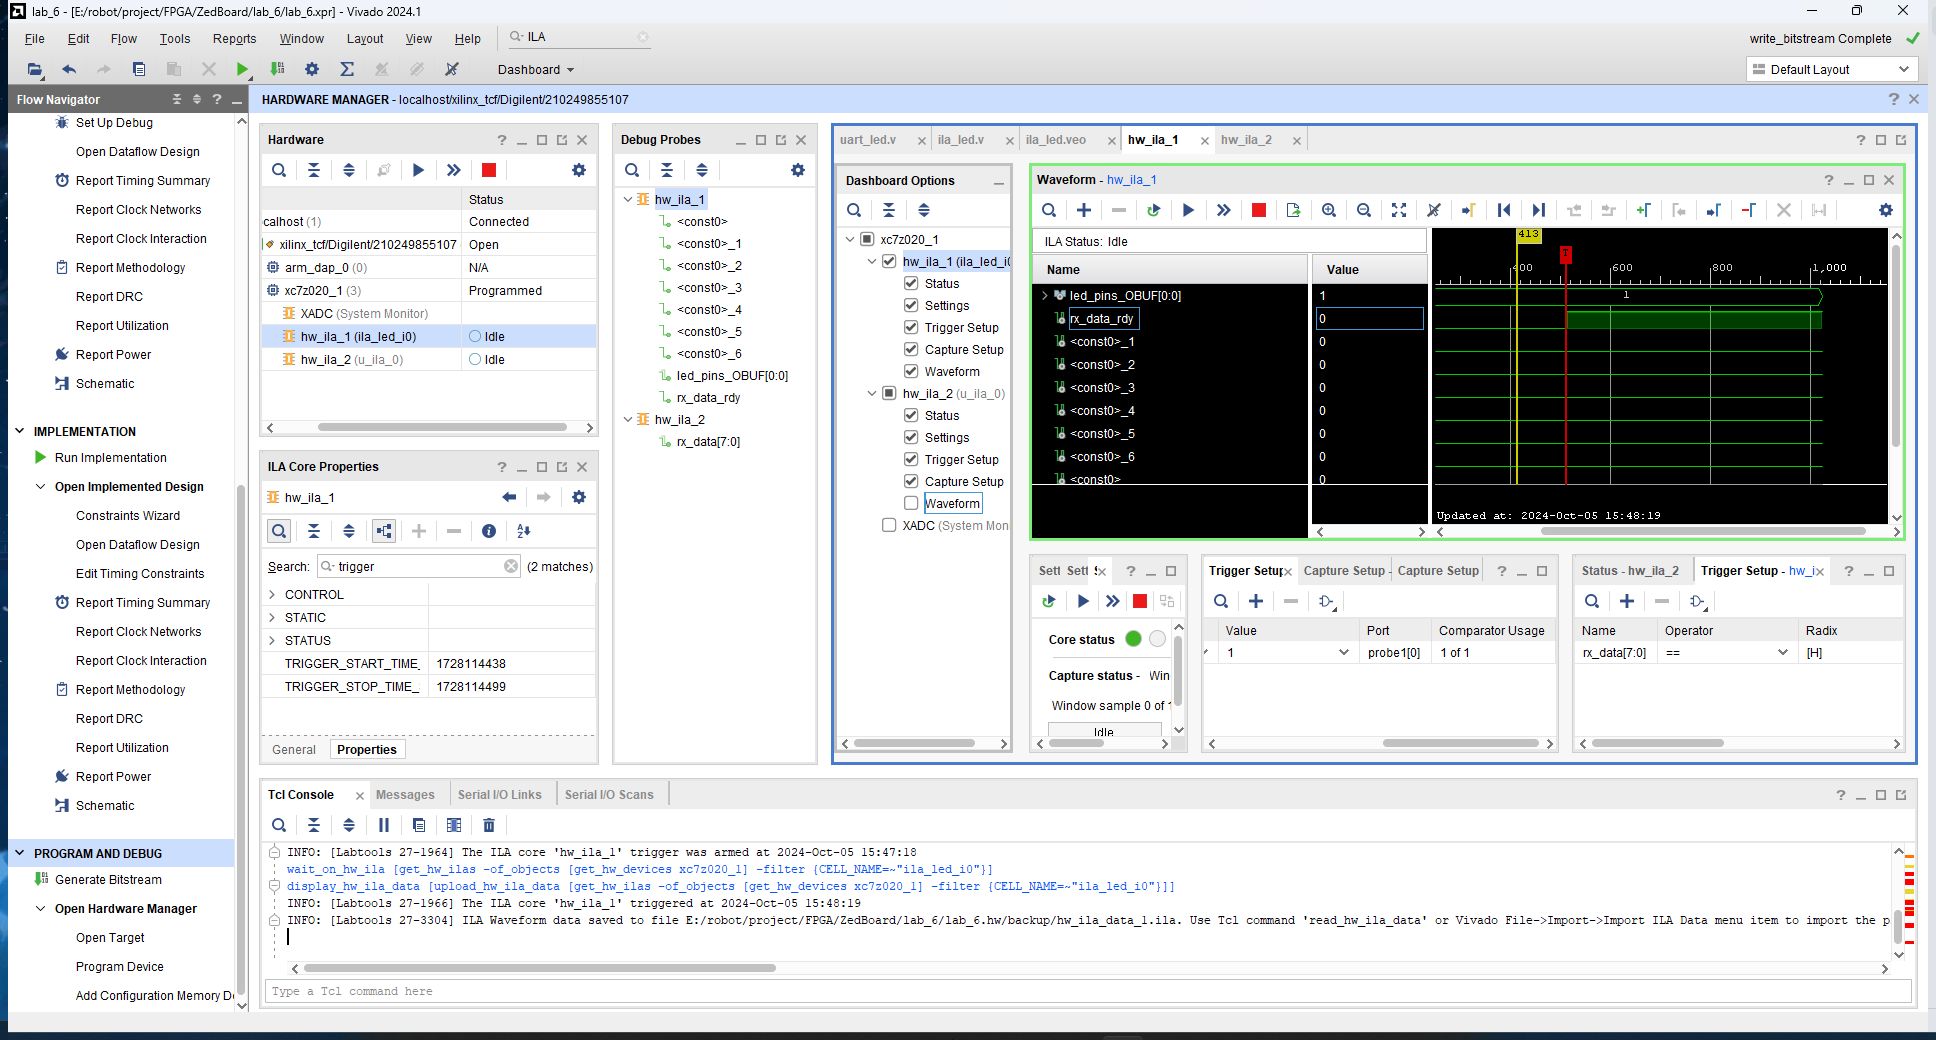 lab_6 - [E:/robot/project/FPGA/ZedBoard/lab_6/lab_6.xpr] - Vivado 2024.1
File Edit Flow Tools Reports Window Layout View Help ILA
write_bitstream Complete
Dashboard
Default Layout
Flow Navigator
Set Up Debug
Open Dataflow Design
Report Timing Summary
Report Clock Networks
Report Clock Interaction
Report Methodology
Report DRC
Report Utilization
Report Power
Schematic
IMPLEMENTATION
Run Implementation
Open Implemented Design
Constraints Wizard
Open Dataflow Design
Edit Timing Constraints
Report Timing Summary
Report Clock Networks
Report Clock Interaction
Report Methodology
Report DRC
Report Utilization
Report Power
Schematic
PROGRAM AND DEBUG
Generate Bitstream
Open Hardware Manager
Open Target
Program Device
Add Configuration Memory De
HARDWARE MANAGER - localhost/xilinx_tcf/Digilent/210249855107
Hardware
Status
calhost (1) Connected
xilinx_tcf/Digilent/210249855107 Open
arm_dap_0 (0) N/A
xc7z020_1 (3) Programmed
XADC (System Monitor)
hw_ila_1 (ila_led_i0) Idle
hw_ila_2 (u_ila_0) Idle
ILA Core Properties
hw_ila_1
Search: trigger (2 matches)
CONTROL
STATIC
STATUS
TRIGGER_START_TIME_ 1728114438
TRIGGER_STOP_TIME_ 1728114499
General Properties
Debug Probes
hw_ila_1
<const0>
<const0>_1
<const0>_2
<const0>_3
<const0>_4
<const0>_5
<const0>_6
led_pins_OBUF[0:0]
rx_data_rdy
hw_ila_2
rx_data[7:0]
uart_led.v ila_led.v ila_led.veo hw_ila_1 hw_ila_2
Dashboard Options
xc7z020_1
hw_ila_1 (ila_led_i0
Status
Settings
Trigger Setup
Capture Setup
Waveform
hw_ila_2 (u_ila_0)
Status
Settings
Trigger Setup
Capture Setup
Waveform
XADC (System Mon
Waveform - hw_ila_1
ILA Status: Idle
Name Value
led_pins_OBUF[0:0] 1
rx_data_rdy 0
<const0>_1 0
<const0>_2 0
<const0>_3 0
<const0>_4 0
<const0>_5 0
<const0>_6 0
<const0> 0
413
400 600 800 1,000
1
Updated at: 2024-Oct-05 15:48:19
Sett Sett
Core status
Capture status - Win
Window sample 0 of 1
Idle
Trigger Setup Capture Setup - Capture Setup
Value Port Comparator Usage
1 probe1[0] 1 of 1
Status - hw_ila_2 Trigger Setup - hw_i
Name Operator Radix
rx_data[7:0] == [H]
Tcl Console Messages Serial I/O Links Serial I/O Scans
INFO: [Labtools 27-1964] The ILA core 'hw_ila_1' trigger was armed at 2024-Oct-05 15:47:18
wait_on_hw_ila [get_hw_ilas -of_objects [get_hw_devices xc7z020_1] -filter {CELL_NAME=~"ila_led_i0"}]
display_hw_ila_data [upload_hw_ila_data [get_hw_ilas -of_objects [get_hw_devices xc7z020_1] -filter {CELL_NAME=~"ila_led_i0"}]]
INFO: [Labtools 27-1966] The ILA core 'hw_ila_1' triggered at 2024-Oct-05 15:48:19
INFO: [Labtools 27-3304] ILA Waveform data saved to file E:/robot/project/FPGA/ZedBoard/lab_6/lab_6.hw/backup/hw_ila_data_1.ila. Use Tcl command 'read_hw_ila_data' or Vivado File->Import->Import ILA Data menu item to import the p
Type a Tcl command here